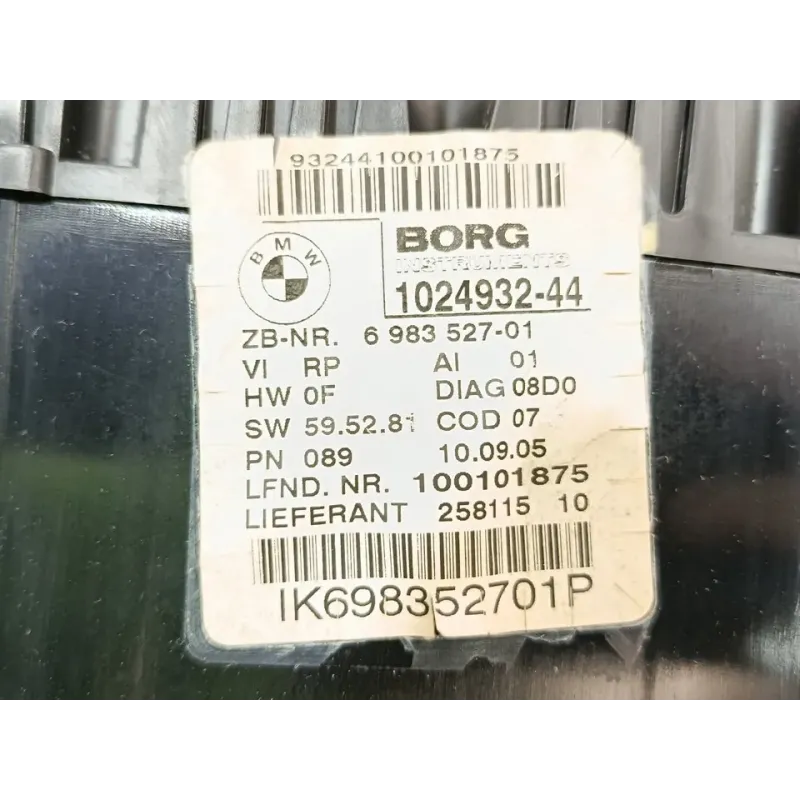 93244100101875
BMW
BORG
INSTRUMENTS
1024932-44
ZB-NR. 6 983 527-01
VI RP AI 01
HW 0F DIAG 08D0
SW 59.52.81 COD 07
PN 089 10.09.05
LFND. NR. 100101875
LIEFERANT 258115 10
IK698352701P